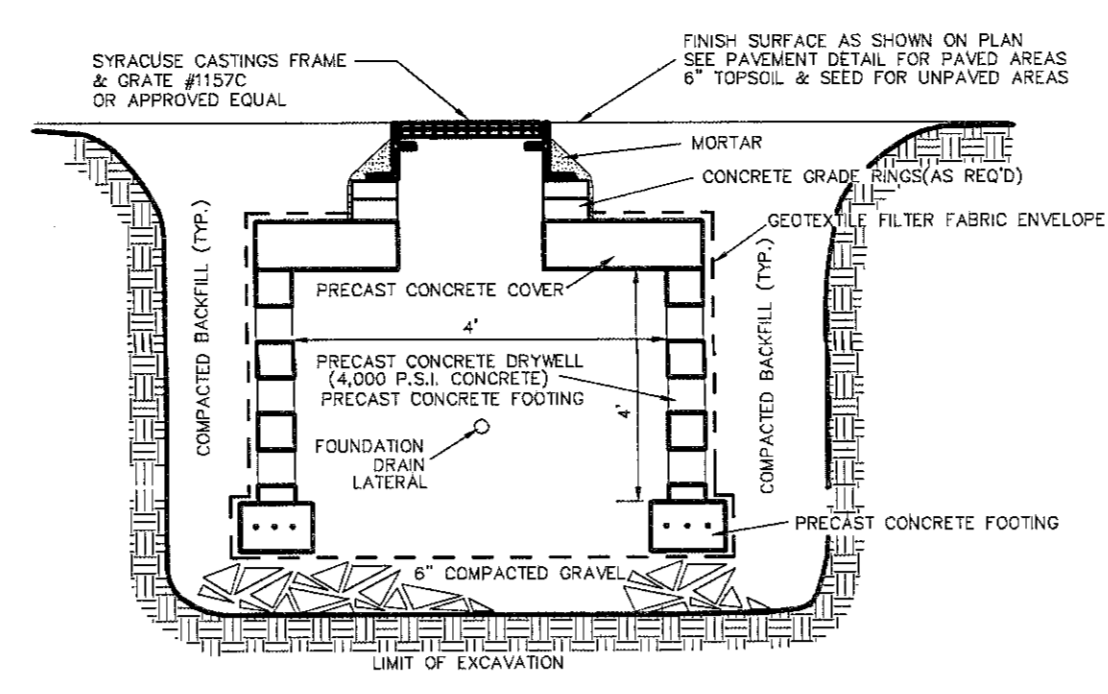 SYRACUSE CASTINGS FRAME
& GRATE #1157C
OR APPROVED EQUAL
FINISH SURFACE AS SHOWN ON PLAN
SEE PAVEMENT DETAIL FOR PAVED AREAS
6" TOPSOIL & SEED FOR UNPAVED AREAS
MORTAR
CONCRETE GRADE RINGS(AS REQ'D)
GEOTEXTILE FILTER FABRIC ENVELOPE
COMPACTED BACKFILL (TYP.)
COMPACTED BACKFILL (TYP.)
PRECAST CONCRETE COVER
4'
PRECAST CONCRETE DRYWELL
(4,000 P.S.I. CONCRETE)
PRECAST CONCRETE FOOTING
4'
FOUNDATION
DRAIN
LATERAL
PRECAST CONCRETE FOOTING
6" COMPACTED GRAVEL
LIMIT OF EXCAVATION